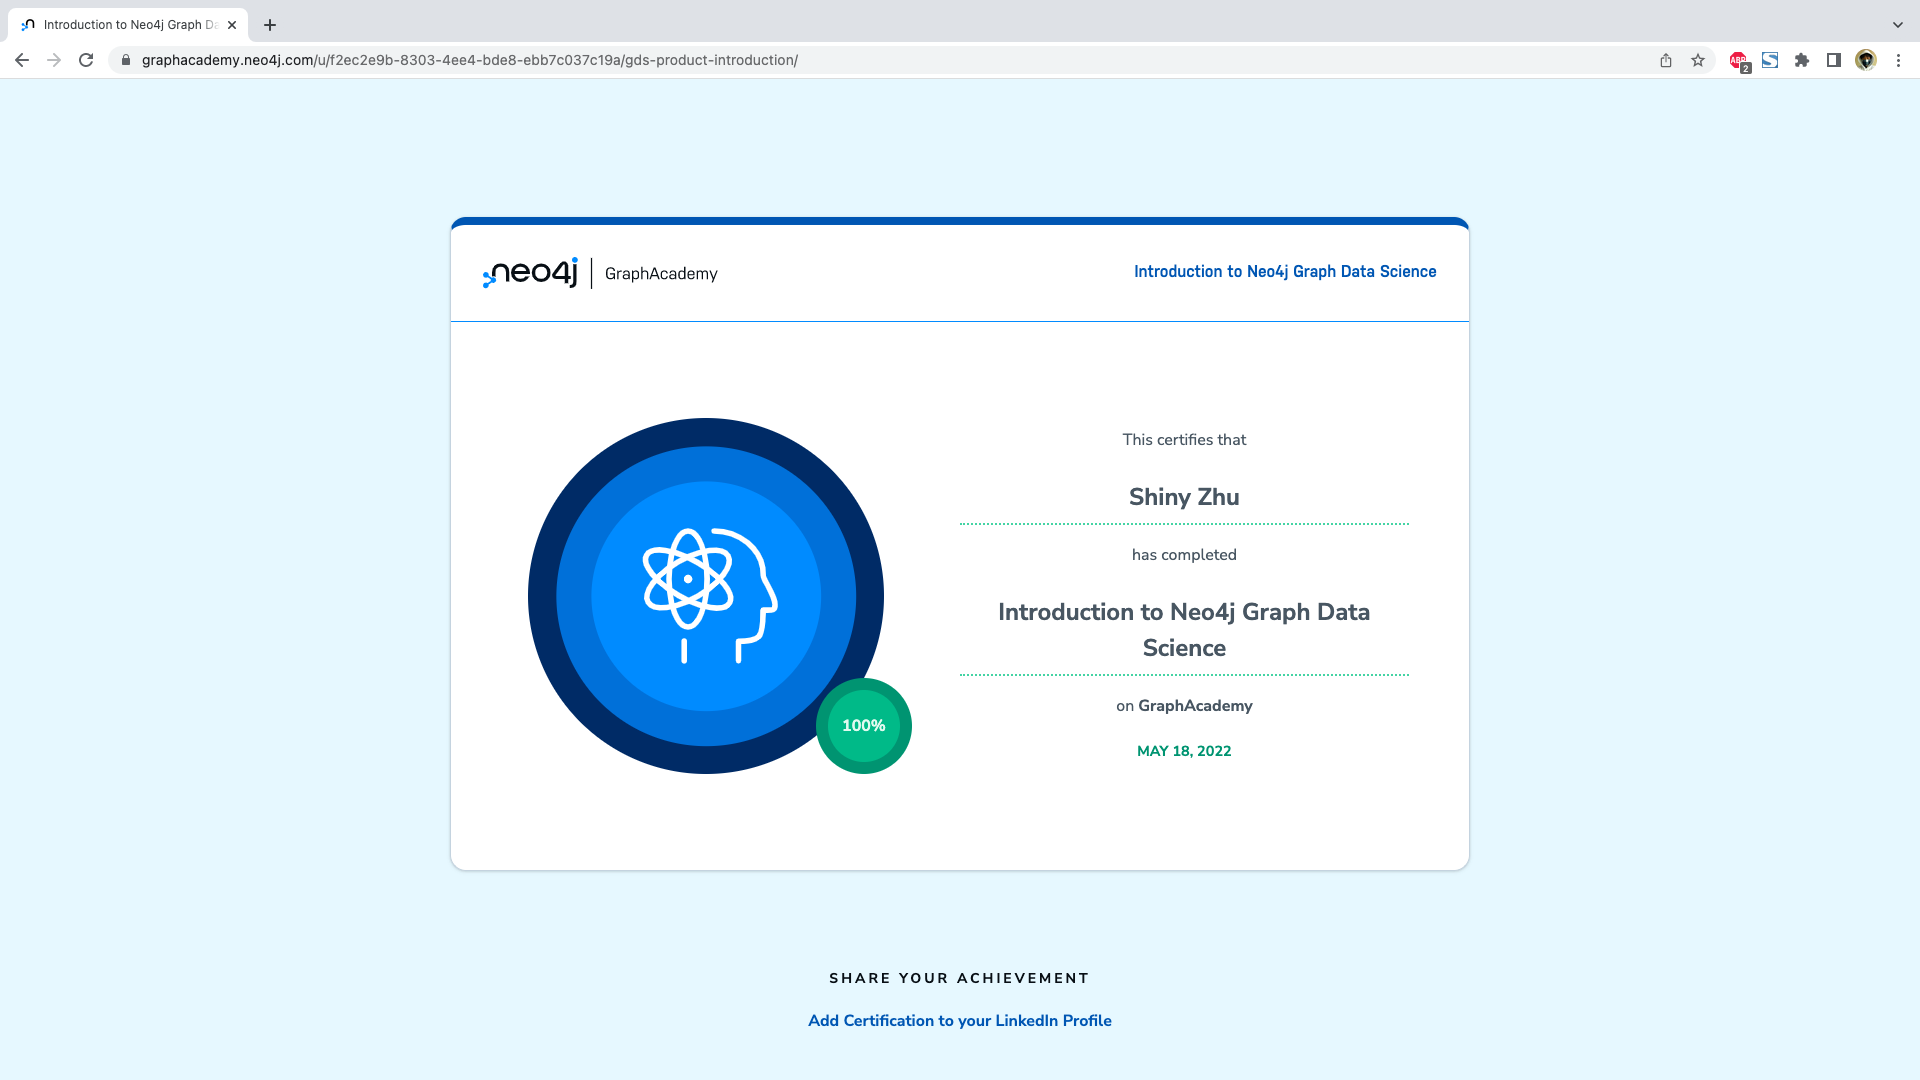 Introduction to Neo4j Graph Da
graphacademy.neo4j.com/u/f2ec2e9b-8303-4ee4-bde8-ebb7c037c19a/gds-product-introduction/
ABP
2
S
neo4j | GraphAcademy
Introduction to Neo4j Graph Data Science
This certifies that
Shiny Zhu
has completed
Introduction to Neo4j Graph Data
Science
on GraphAcademy
MAY 18, 2022
100%
SHARE YOUR ACHIEVEMENT
Add Certification to your LinkedIn Profile